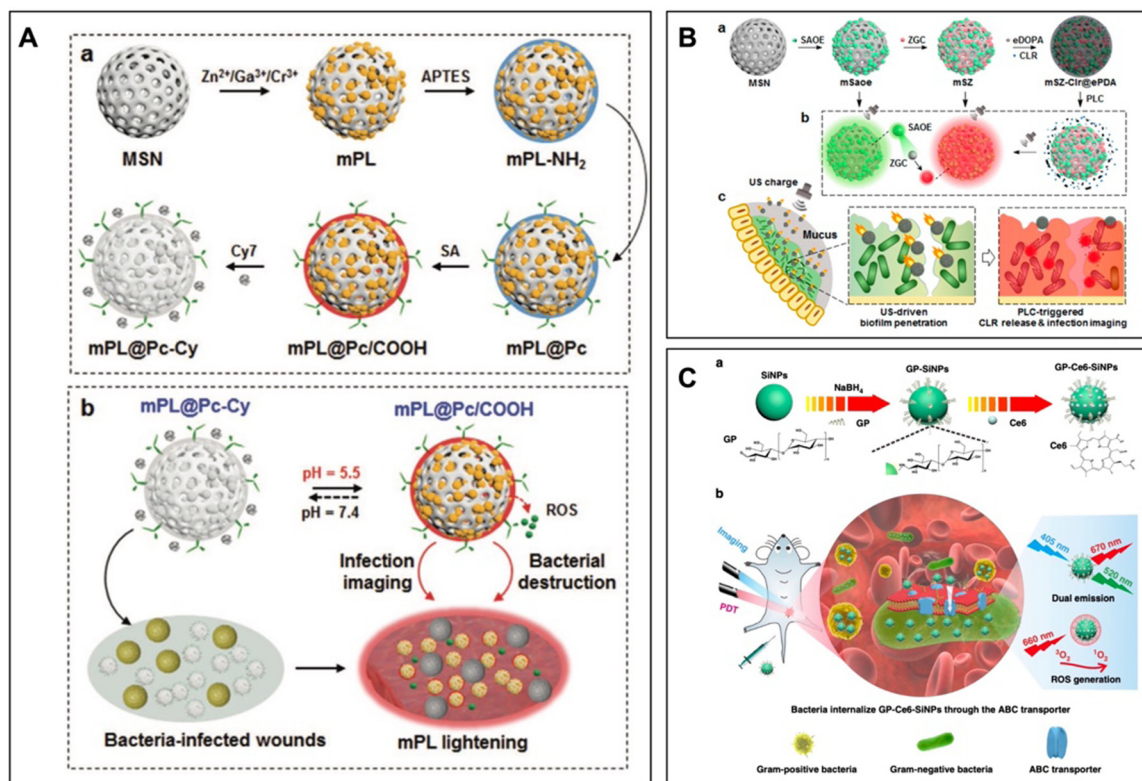 A
a
Zn²⁺/Ga³⁺/Cr³⁺
APTES
MSN
mPL
mPL-NH₂
Cy7
SA
mPL@Pc-Cy
mPL@Pc/COOH
mPL@Pc
b
mPL@Pc-Cy
mPL@Pc/COOH
pH = 5.5
pH = 7.4
ROS
Infection
imaging
Bacterial
destruction
Bacteria-infected wounds
mPL lightening
B
a
SAOE
ZGC
eDOPA
CLR
MSN
mSaoe
mSZ
mSZ-Clr@ePDA
PLC
b
SAOE
ZGC
c
US charge
Mucus
US-driven
biofilm penetration
PLC-triggered
CLR release & infection imaging
C
a
SiNPs
GP-SiNPs
GP-Ce6-SiNPs
NaBH₄
GP
Ce6
GP
Ce6
b
Imaging
PDT
405 nm
670 nm
520 nm
Dual emission
660 nm
³O₂
¹O₂
ROS generation
Bacteria internalize GP-Ce6-SiNPs through the ABC transporter
Gram-positive bacteria
Gram-negative bacteria
ABC transporter